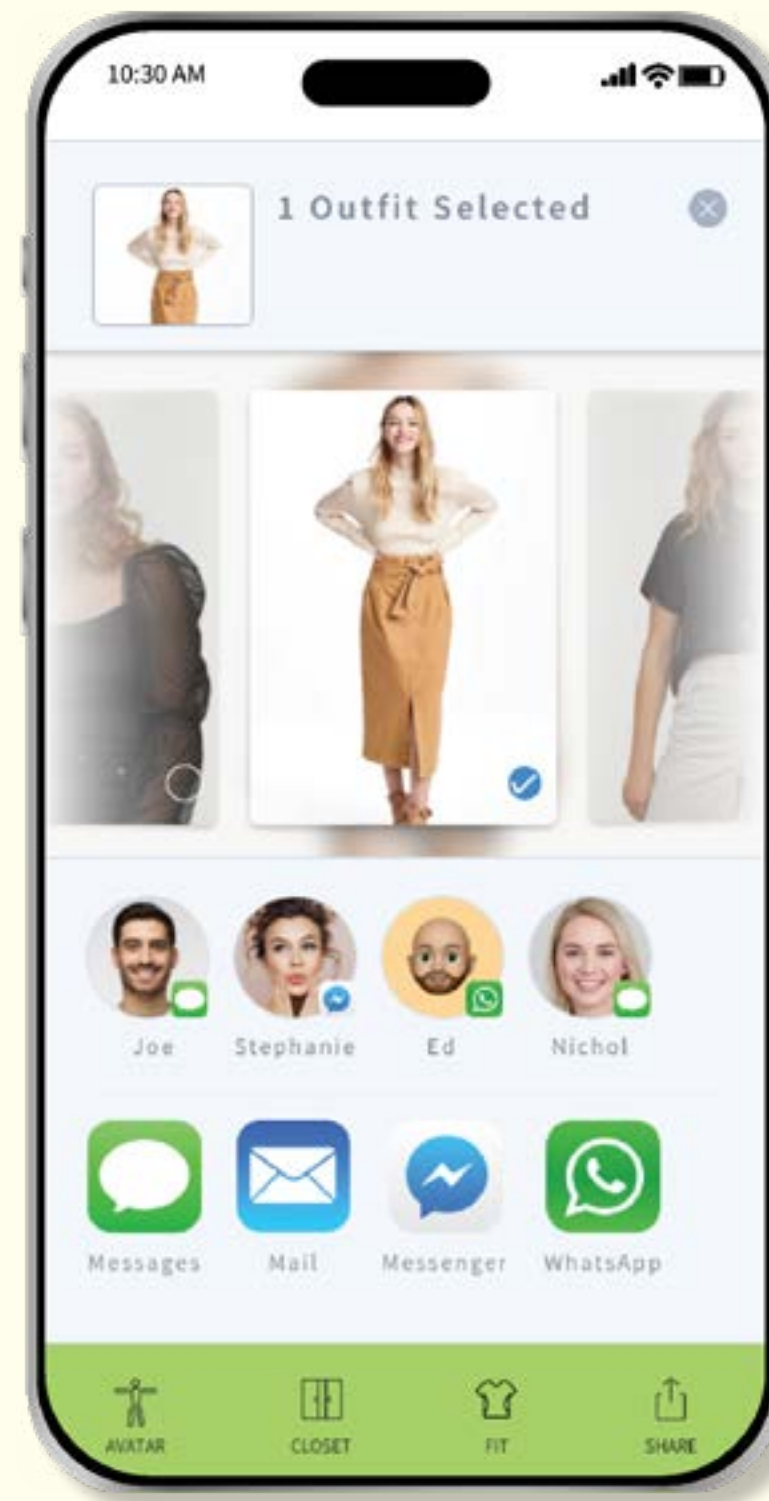 10:30 AM
1 Outfit Selected
Joe Stephanie Ed Nichol
Messages Mail Messenger WhatsApp
AVATAR CLOSET FIT SHARE